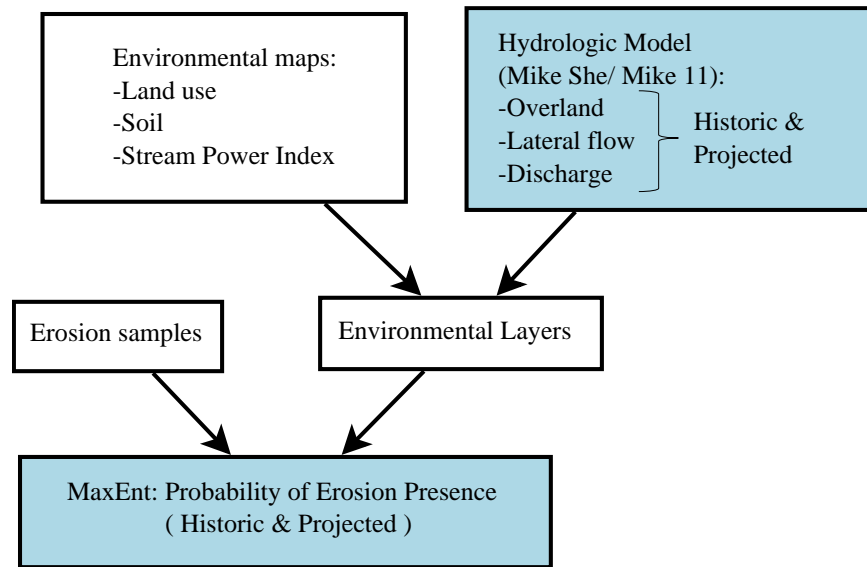 Environmental maps:
-Land use
-Soil
-Stream Power Index
Hydrologic Model
(Mike She/ Mike 11):
-Overland
-Lateral flow
-Discharge
Historic &
Projected
Erosion samples
Environmental Layers
MaxEnt: Probability of Erosion Presence
( Historic & Projected )